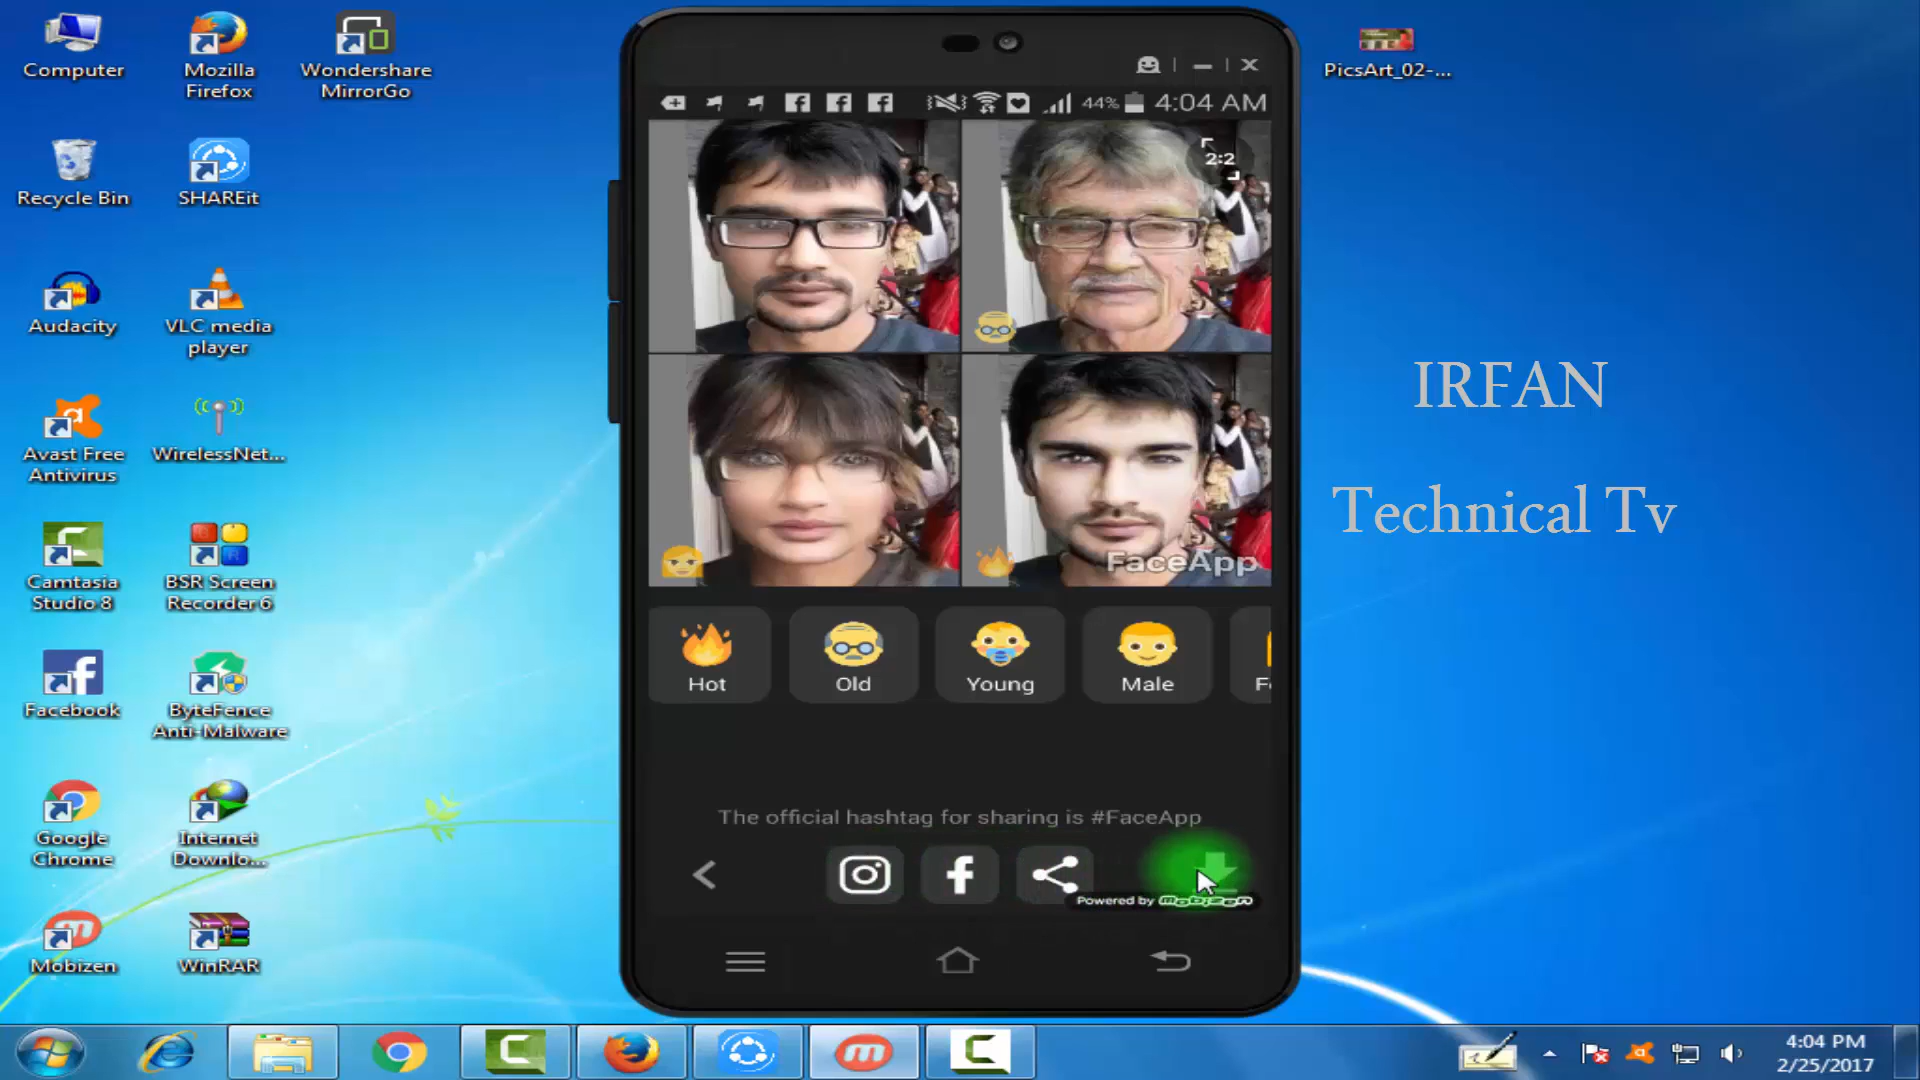 Computer
Mozilla
Firefox
Wondershare
MirrorGo
Recycle Bin
SHAREit
Audacity
VLC media
player
Avast Free
Antivirus
WirelessNet...
Camtasia
Studio 8
BSR Screen
Recorder 6
Facebook
ByteFence
Anti-Malware
Google
Chrome
Internet
Downlo...
Mobizen
WinRAR
44%
4:04 AM
2:2
FaceApp
Hot
Old
Young
Male
The official hashtag for sharing is #FaceApp
Powered by mobizen
PicsArt_02-...
IRFAN
Technical Tv
4:04 PM
2/25/2017